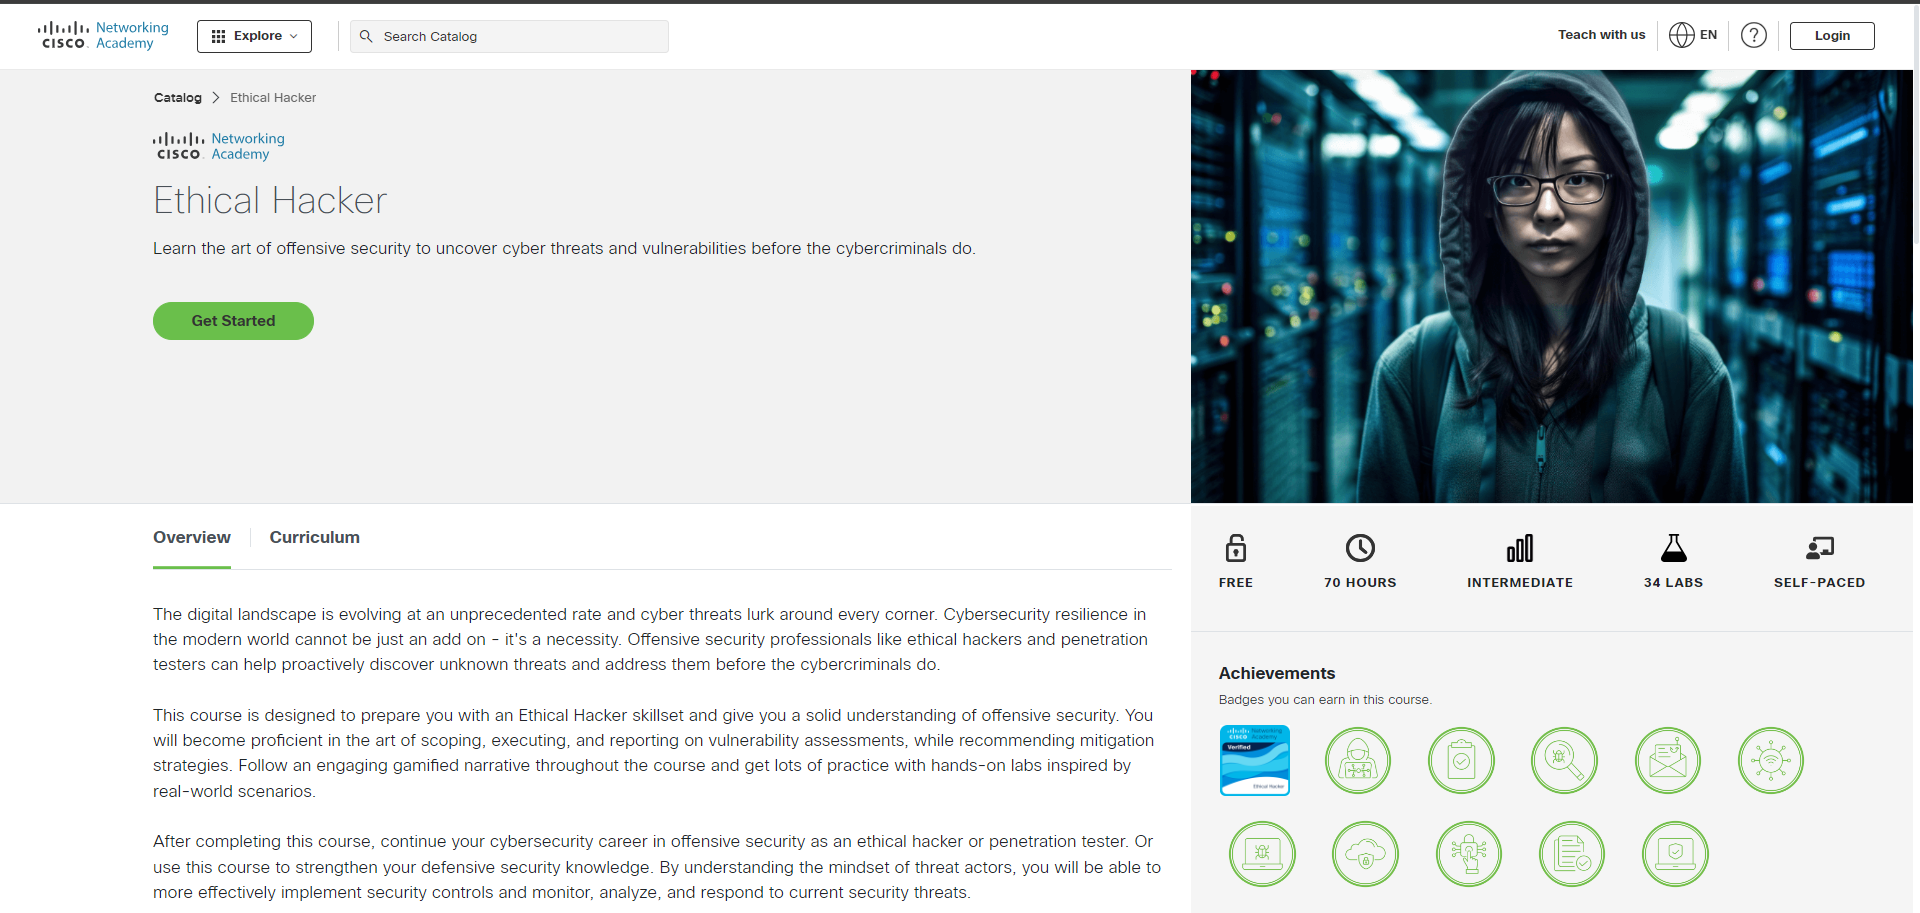 CISCO Networking Academy
Explore
Search Catalog
Teach with us
EN
?
Login
Catalog > Ethical Hacker
CISCO Networking Academy
Ethical Hacker
Learn the art of offensive security to uncover cyber threats and vulnerabilities before the cybercriminals do.
Get Started
Overview
Curriculum
The digital landscape is evolving at an unprecedented rate and cyber threats lurk around every corner. Cybersecurity resilience in
the modern world cannot be just an add on - it's a necessity. Offensive security professionals like ethical hackers and penetration
testers can help proactively discover unknown threats and address them before the cybercriminals do.
This course is designed to prepare you with an Ethical Hacker skillset and give you a solid understanding of offensive security. You
will become proficient in the art of scoping, executing, and reporting on vulnerability assessments, while recommending mitigation
strategies. Follow an engaging gamified narrative throughout the course and get lots of practice with hands-on labs inspired by
real-world scenarios.
After completing this course, continue your cybersecurity career in offensive security as an ethical hacker or penetration tester. Or
use this course to strengthen your defensive security knowledge. By understanding the mindset of threat actors, you will be able to
more effectively implement security controls and monitor, analyze, and respond to current security threats.
FREE
70 HOURS
INTERMEDIATE
34 LABS
SELF-PACED
Achievements
Badges you can earn in this course.
CISCO Networking Academy
Verified
Ethical Hacker